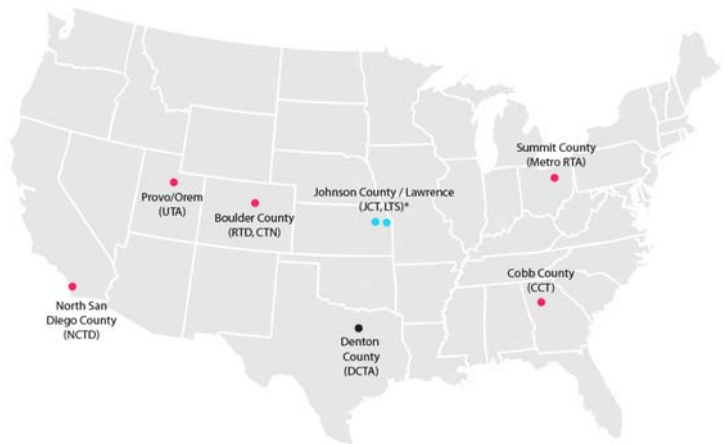 Summit County
(Metro RTA)
Provo/Orem
(UTA)
Boulder County
(RTD, CTN)
Johnson County / Lawrence
(JCT, LTS)*
Cobb County
(CCT)
North San
Diego County
(NCTD)
Denton
County
(DCTA)